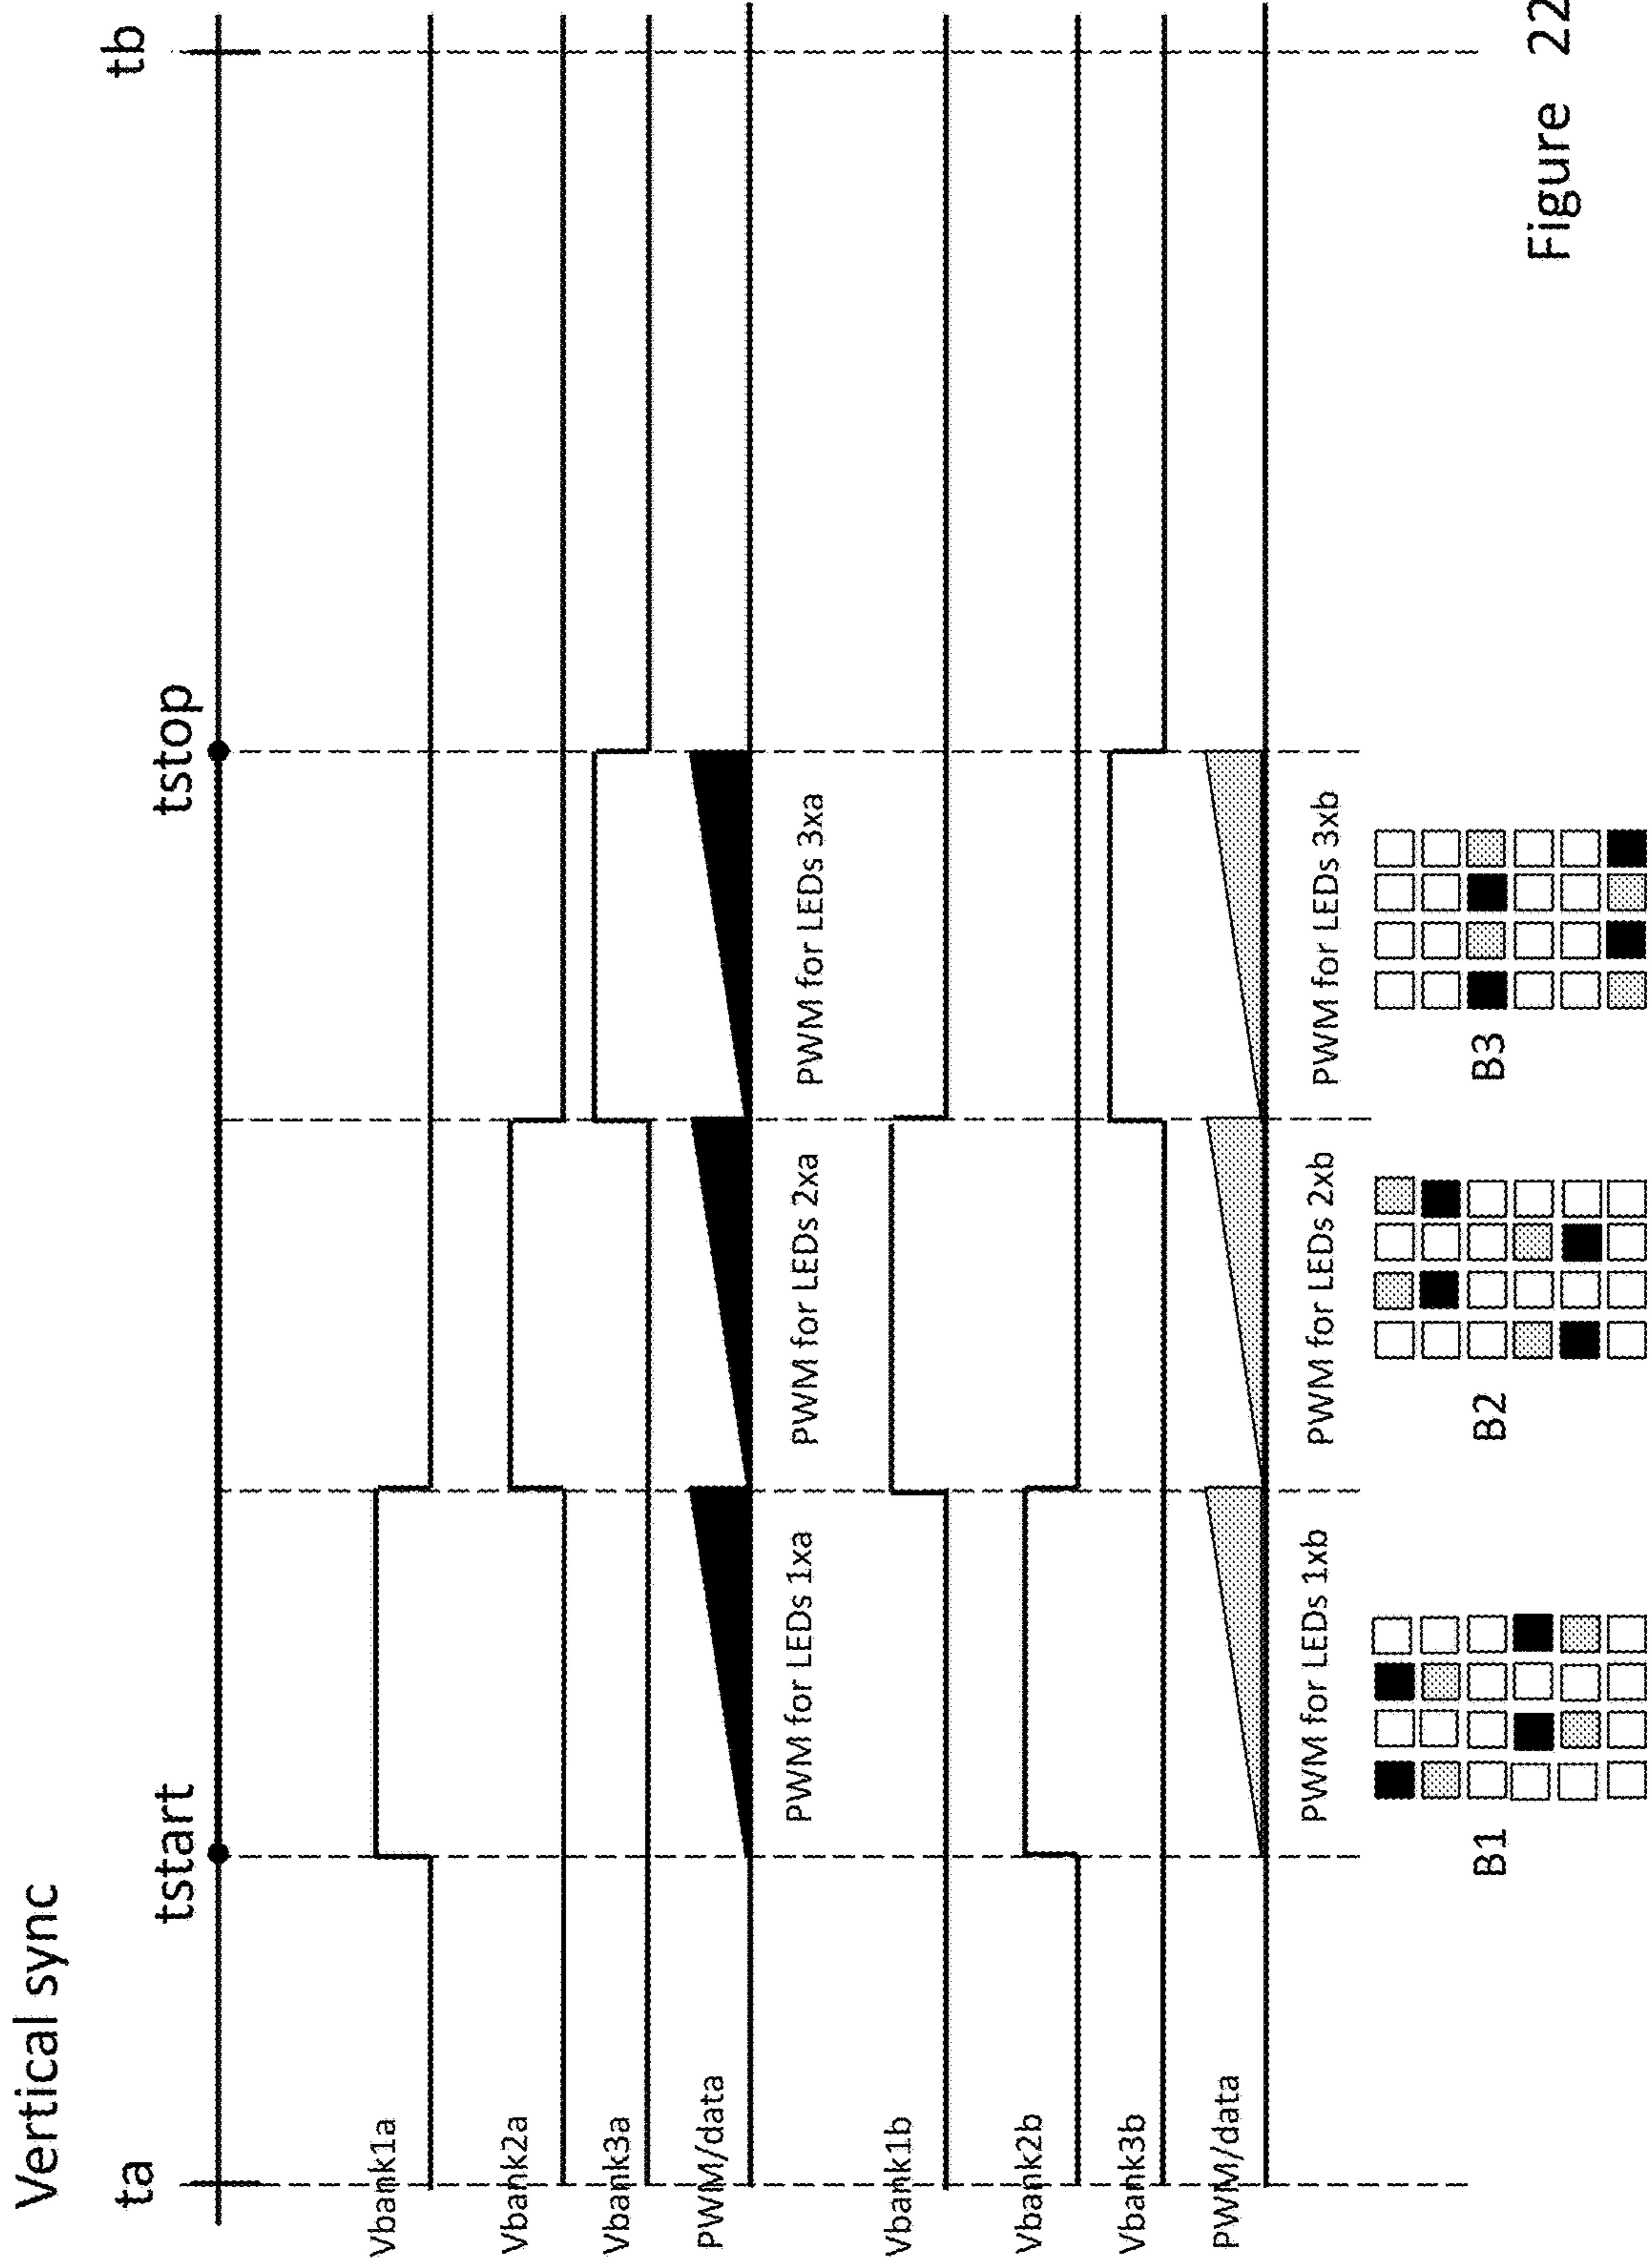 Vertical sync
ta
tstart
tstop
tb
Vbank1a
Vbank2a
Vbank3a
PWM/data
PWM for LEDs 1xa
PWM for LEDs 2xa
PWM for LEDs 3xa
Vbank1b
Vbank2b
Vbank3b
PWM/data
PWM for LEDs 1xb
PWM for LEDs 2xb
PWM for LEDs 3xb
B1
B2
B3
Figure 22